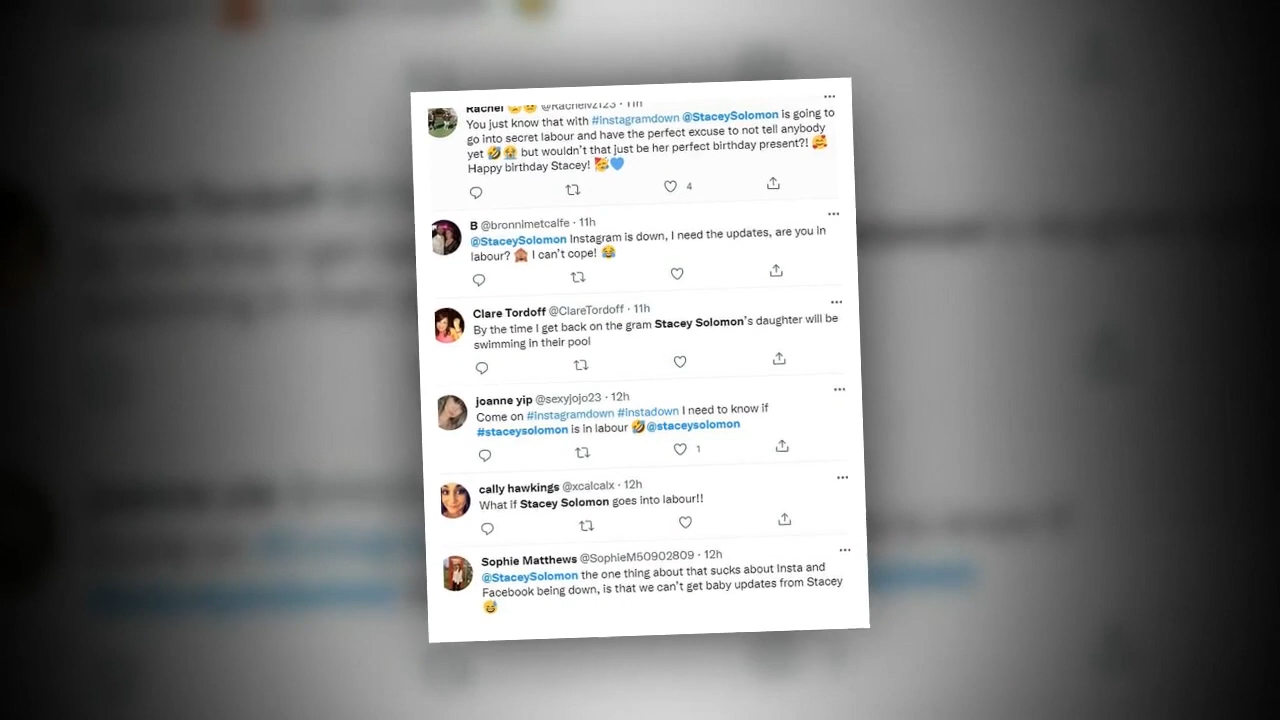 Rachel @Rachelv2123 · 11h
You just know that with #instagramdown @StaceySolomon is going to
go into secret labour and have the perfect excuse to not tell anybody
yet 🤣😭 but wouldn't that just be her perfect birthday present?! 🥰
Happy birthday Stacey! 🥳💙
4
B @bronnimetcalfe · 11h
@StaceySolomon Instagram is down, I need the updates, are you in
labour? 🙈 I can't cope! 😂
Clare Tordoff @ClareTordoff · 11h
By the time I get back on the gram Stacey Solomon's daughter will be
swimming in their pool
joanne yip @sexyjojo23 · 12h
Come on #instagramdown #instadown I need to know if
#staceysolomon is in labour 🤣@staceysolomon
1
cally hawkings @xcalcalx · 12h
What if Stacey Solomon goes into labour!!
Sophie Matthews @SophieM50902809 · 12h
@StaceySolomon the one thing about that sucks about Insta and
Facebook being down, is that we can't get baby updates from Stacey
😅